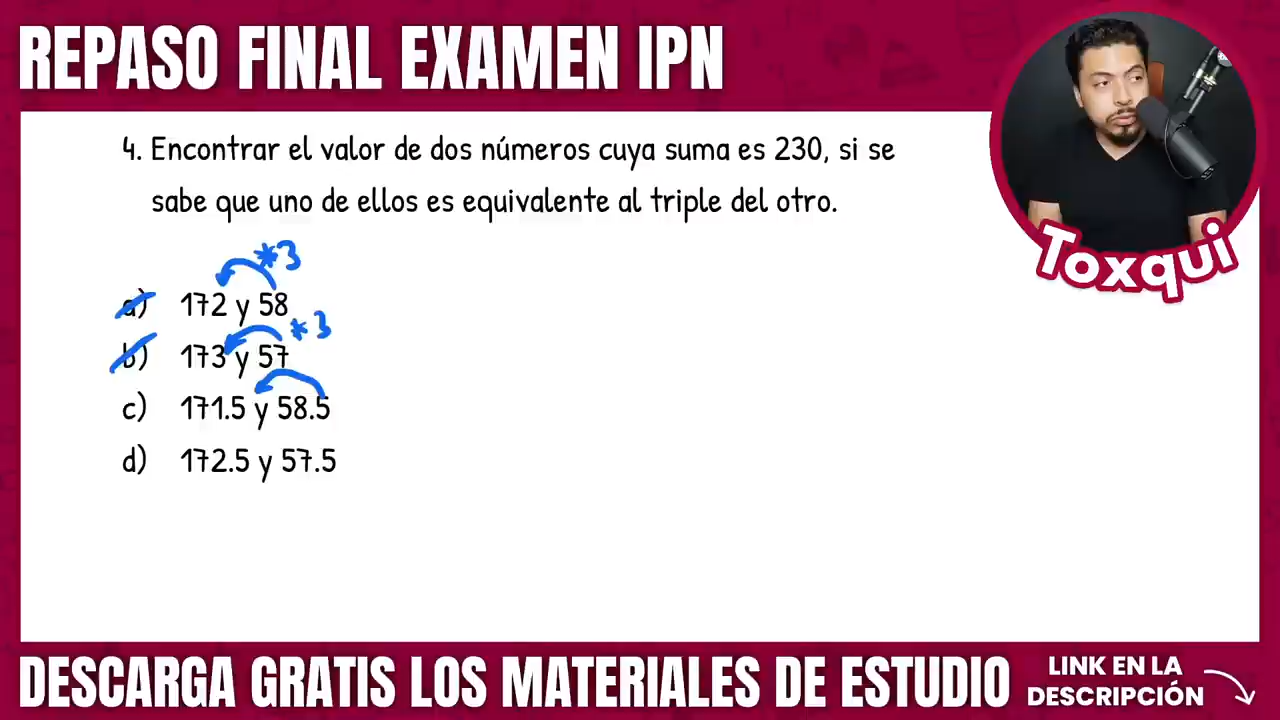 REPASO FINAL EXAMEN IPN
4. Encontrar el valor de dos números cuya suma es 230, si se
sabe que uno de ellos es equivalente al triple del otro.
*3
a) 172 y 58
*3
b) 173 y 57
c) 171.5 y 58.5
d) 172.5 y 57.5
Toxqui
DESCARGA GRATIS LOS MATERIALES DE ESTUDIO
LINK EN LA
DESCRIPCIÓN